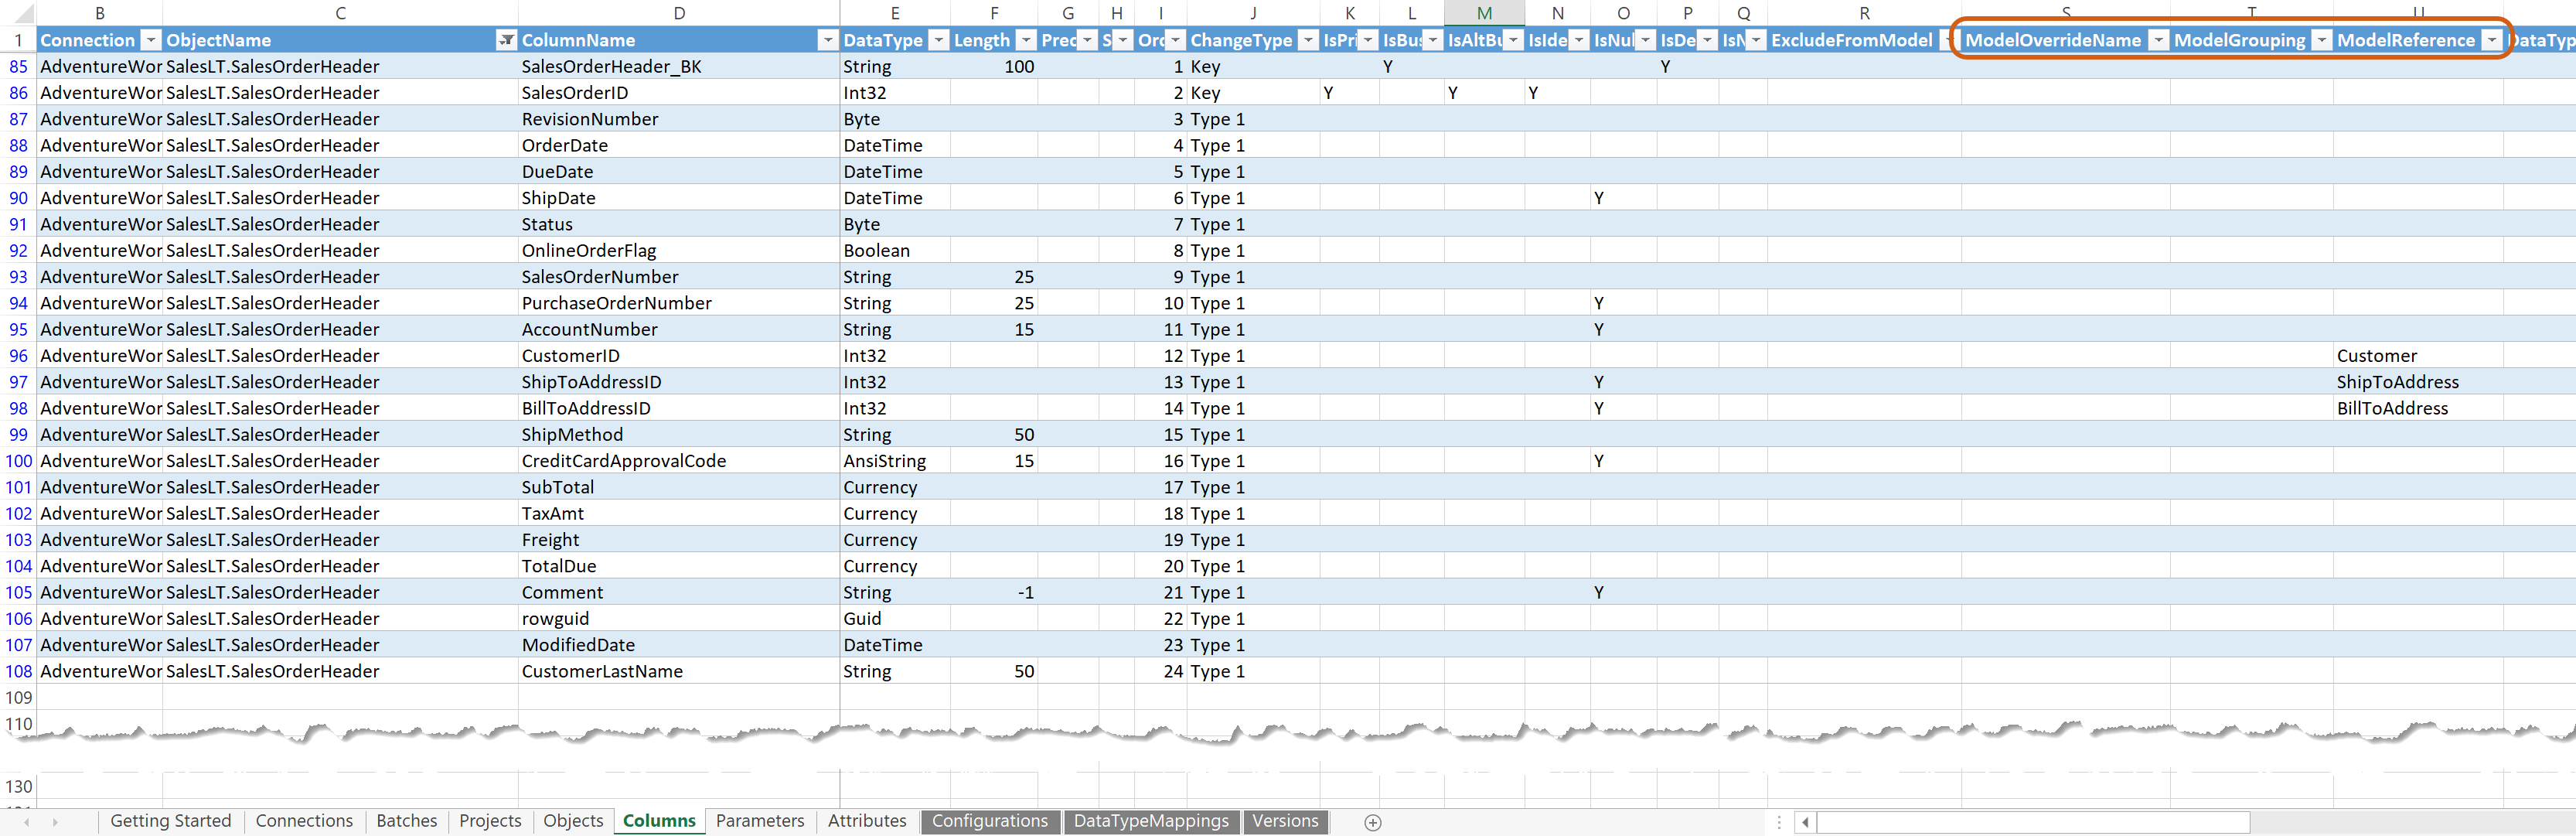 B C D E F G H I J K L M N O P Q R S T U
1 Connection ObjectName ColumnName DataType Length Prec S Orc ChangeType IsPri IsBus IsAltBu IsIde IsNul IsDe IsN ExcludeFromModel ModelOverrideName ModelGrouping ModelReference DataTyp
85 AdventureWor SalesLT.SalesOrderHeader SalesOrderHeader_BK String 100 1 Key Y Y
86 AdventureWor SalesLT.SalesOrderHeader SalesOrderID Int32 2 Key Y Y Y
87 AdventureWor SalesLT.SalesOrderHeader RevisionNumber Byte 3 Type 1
88 AdventureWor SalesLT.SalesOrderHeader OrderDate DateTime 4 Type 1
89 AdventureWor SalesLT.SalesOrderHeader DueDate DateTime 5 Type 1
90 AdventureWor SalesLT.SalesOrderHeader ShipDate DateTime 6 Type 1 Y
91 AdventureWor SalesLT.SalesOrderHeader Status Byte 7 Type 1
92 AdventureWor SalesLT.SalesOrderHeader OnlineOrderFlag Boolean 8 Type 1
93 AdventureWor SalesLT.SalesOrderHeader SalesOrderNumber String 25 9 Type 1
94 AdventureWor SalesLT.SalesOrderHeader PurchaseOrderNumber String 25 10 Type 1 Y
95 AdventureWor SalesLT.SalesOrderHeader AccountNumber String 15 11 Type 1 Y
96 AdventureWor SalesLT.SalesOrderHeader CustomerID Int32 12 Type 1 Customer
97 AdventureWor SalesLT.SalesOrderHeader ShipToAddressID Int32 13 Type 1 Y ShipToAddress
98 AdventureWor SalesLT.SalesOrderHeader BillToAddressID Int32 14 Type 1 Y BillToAddress
99 AdventureWor SalesLT.SalesOrderHeader ShipMethod String 50 15 Type 1
100 AdventureWor SalesLT.SalesOrderHeader CreditCardApprovalCode AnsiString 15 16 Type 1 Y
101 AdventureWor SalesLT.SalesOrderHeader SubTotal Currency 17 Type 1
102 AdventureWor SalesLT.SalesOrderHeader TaxAmt Currency 18 Type 1
103 AdventureWor SalesLT.SalesOrderHeader Freight Currency 19 Type 1
104 AdventureWor SalesLT.SalesOrderHeader TotalDue Currency 20 Type 1
105 AdventureWor SalesLT.SalesOrderHeader Comment String -1 21 Type 1 Y
106 AdventureWor SalesLT.SalesOrderHeader rowguid Guid 22 Type 1
107 AdventureWor SalesLT.SalesOrderHeader ModifiedDate DateTime 23 Type 1
108 AdventureWor SalesLT.SalesOrderHeader CustomerLastName String 50 24 Type 1
109
110
130
Getting Started Connections Batches Projects Objects Columns Parameters Attributes Configurations DataTypeMappings Versions